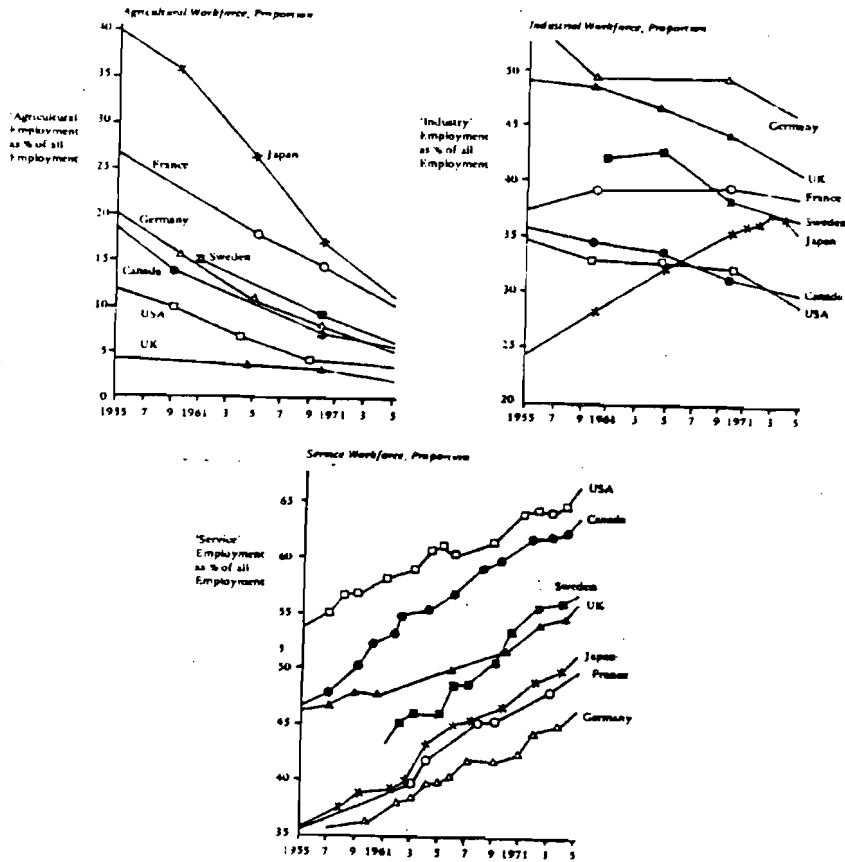 Agricultural Workforce, Proportion
40
35
30
25
20
15
10
5
0
'Agricultural
Employment
as % of all
Employment
Japan
France
Germany
Sweden
Canada
USA
UK
1955 7 9 1961 3 5 7 9 1971 3 5
Industrial Workforce, Proportion
50
45
40
35
30
25
20
'Industry'
Employment
as % of all
Employment
Germany
UK
France
Sweden
Japan
Canada
USA
1955 7 9 1961 3 5 7 9 1971 3 5
Service Workforce, Proportion
65
60
55
50
45
40
35
'Service'
Employment
as % of all
Employment
USA
Canada
Sweden
UK
Japan
France
Germany
1955 7 9 1961 3 5 7 9 1971 3 5